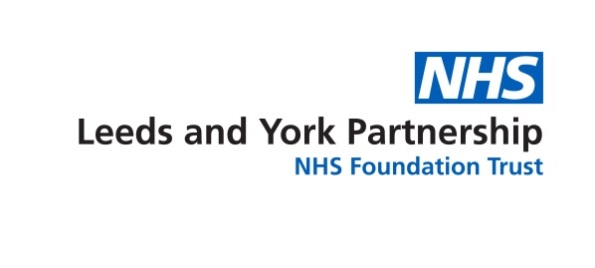 NHS
Leeds and York Partnership
NHS Foundation Trust